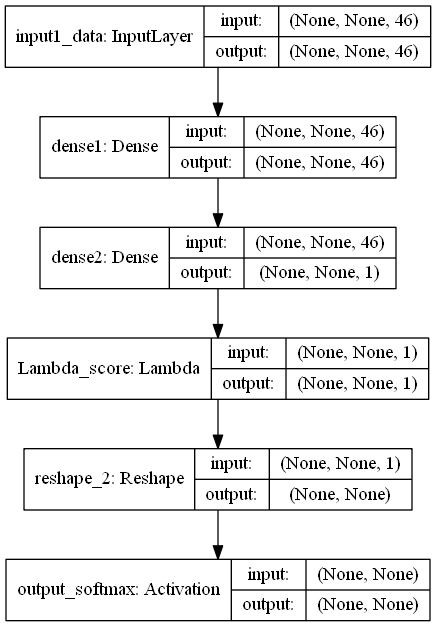 input1_data: InputLayer
input: (None, None, 46)
output: (None, None, 46)
dense1: Dense
input: (None, None, 46)
output: (None, None, 46)
dense2: Dense
input: (None, None, 46)
output: (None, None, 1)
Lambda_score: Lambda
input: (None, None, 1)
output: (None, None, 1)
reshape_2: Reshape
input: (None, None, 1)
output: (None, None)
output_softmax: Activation
input: (None, None)
output: (None, None)